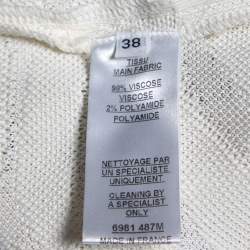 38
TISSU
MAIN FABRIC
98% VISCOSE
VISCOSE
2% POLYAMIDE
POLYAMIDE
NETTOYAGE PAR
UN SPECIALISTE
UNIQUEMENT
CLEANING BY
A SPECIALIST
ONLY
6981 487M
MADE IN FRANCE